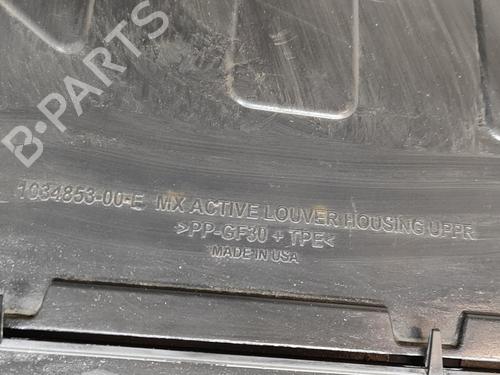 B-PARTS
1034853-00-E MX ACTIVE LOUVER HOUSING UPPR
>PP-GF30 + TPE<
MADE IN USA